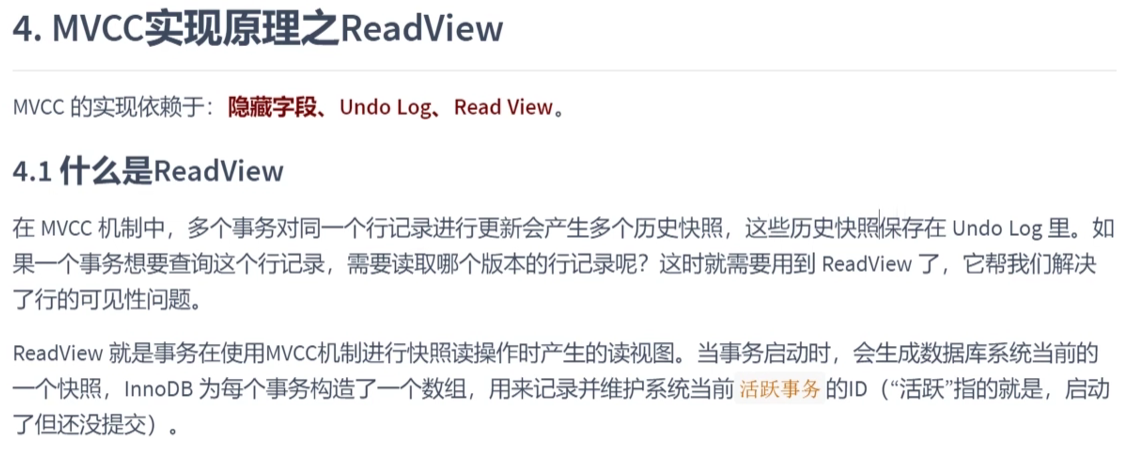 4. MVCC实现原理之ReadView
MVCC 的实现依赖于：隐藏字段、Undo Log、Read View。
4.1 什么是ReadView
在 MVCC 机制中，多个事务对同一个行记录进行更新会产生多个历史快照，这些历史快照保存在 Undo Log 里。如
果一个事务想要查询这个行记录，需要读取哪个版本的行记录呢？这时就需要用到 ReadView 了，它帮我们解决
了行的可见性问题。
ReadView 就是事务在使用MVCC机制进行快照读操作时产生的读视图。当事务启动时，会生成数据库系统当前的
一个快照，InnoDB 为每个事务构造了一个数组，用来记录并维护系统当前 活跃事务 的ID（“活跃”指的就是，启动
了但还没提交）。